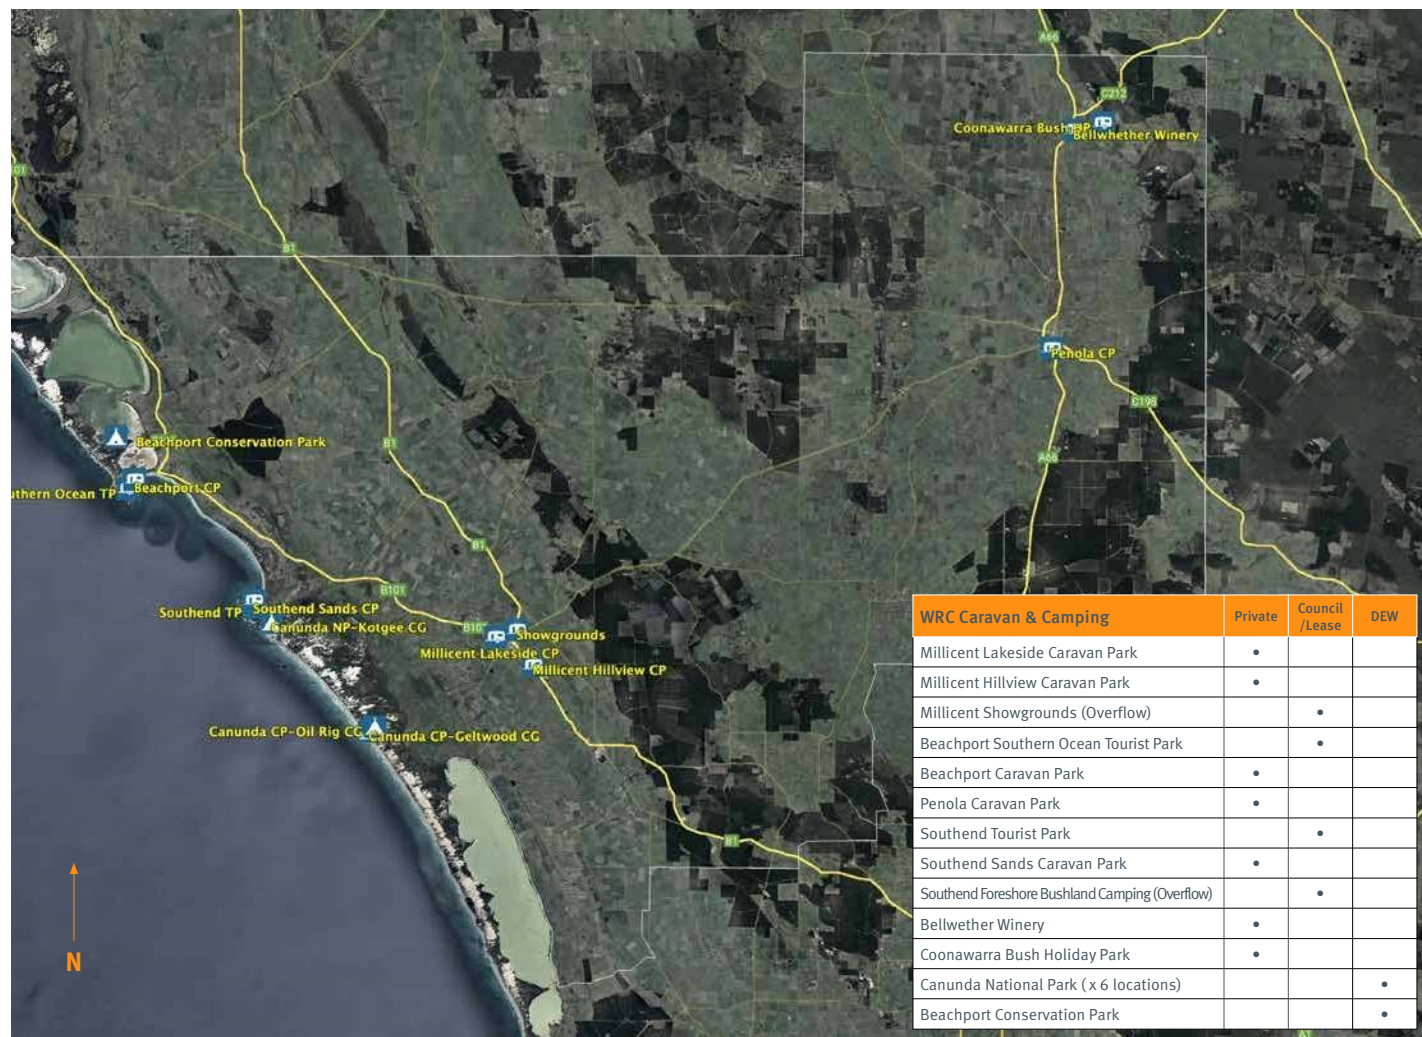 A66
C212
Coonawarra Bush HP
Bellwhether Winery
01
B1
Penola CP
C198
Beachport Conservation Park
B1
A66
Beachport CP
uthern Ocean TP
B1
B101
Southend TP
Southend Sands CP
Canunda NP-Kotgee CG
B101
Showgrounds
Millicent Lakeside CP
Millicent Hillview CP
Canunda CP-Oil Rig CG
Canunda CP-Geltwood CG
B1
N
A1
WRC Caravan & Camping Private Council /Lease DEW
Millicent Lakeside Caravan Park •
Millicent Hillview Caravan Park •
Millicent Showgrounds (Overflow) •
Beachport Southern Ocean Tourist Park •
Beachport Caravan Park •
Penola Caravan Park •
Southend Tourist Park •
Southend Sands Caravan Park •
Southend Foreshore Bushland Camping (Overflow) •
Bellwether Winery •
Coonawarra Bush Holiday Park •
Canunda National Park ( x 6 locations) •
Beachport Conservation Park •